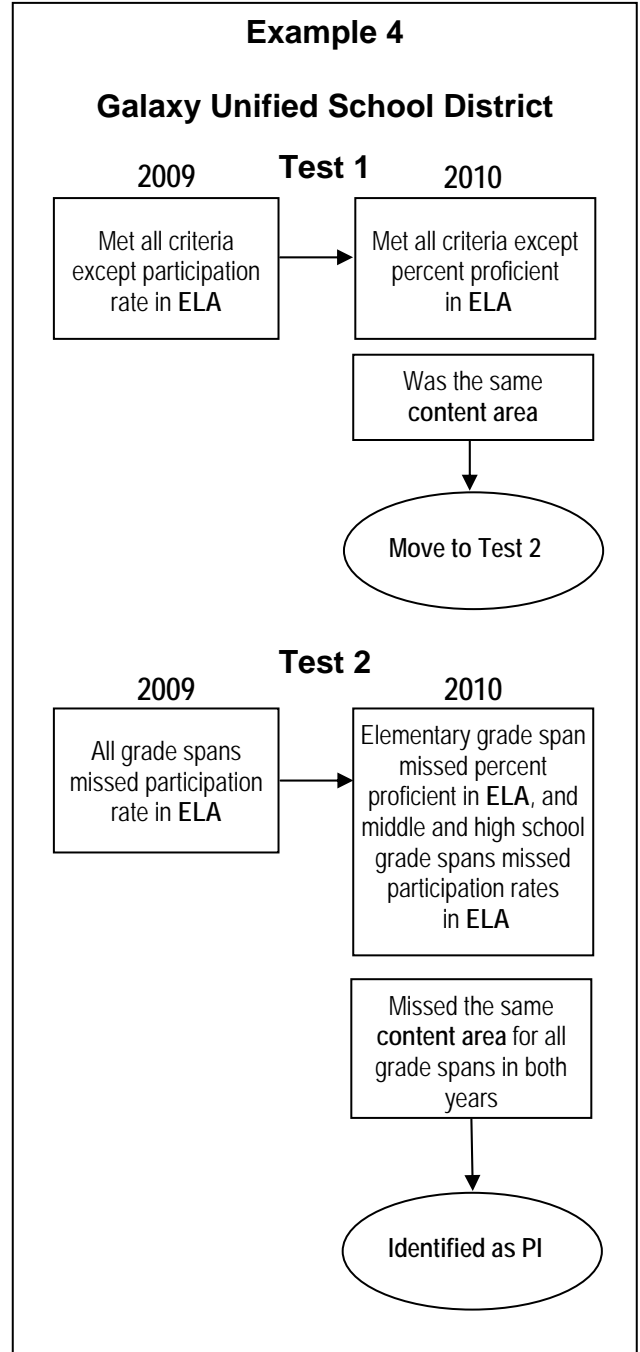 Example 4
Galaxy Unified School District
Test 1
2009
2010
Met all criteria
except participation
rate in ELA
Met all criteria except
percent proficient
in ELA
Was the same
content area
Move to Test 2
Test 2
2009
2010
All grade spans
missed participation
rate in ELA
Elementary grade span
missed percent
proficient in ELA, and
middle and high school
grade spans missed
participation rates
in ELA
Missed the same
content area for all
grade spans in both
years
Identified as PI